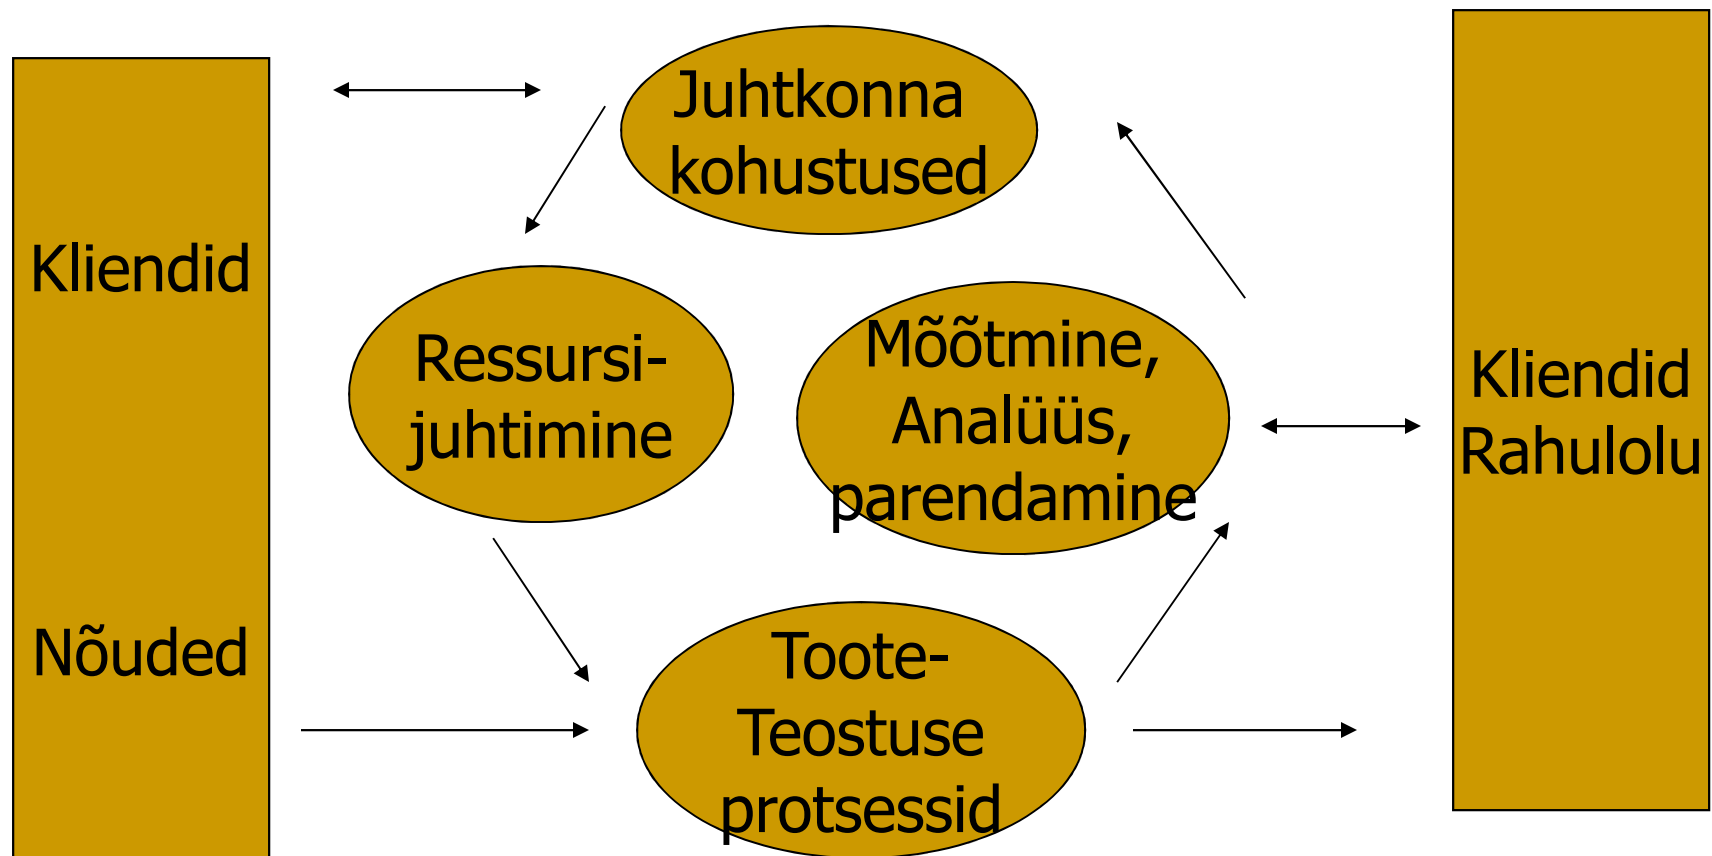 Kliendid
Nõuded
Juhtkonna
kohustused
Ressursi-
juhtimine
Mõõtmine,
Analüüs,
parendamine
Toote-
Teostuse
protsessid
Kliendid
Rahulolu